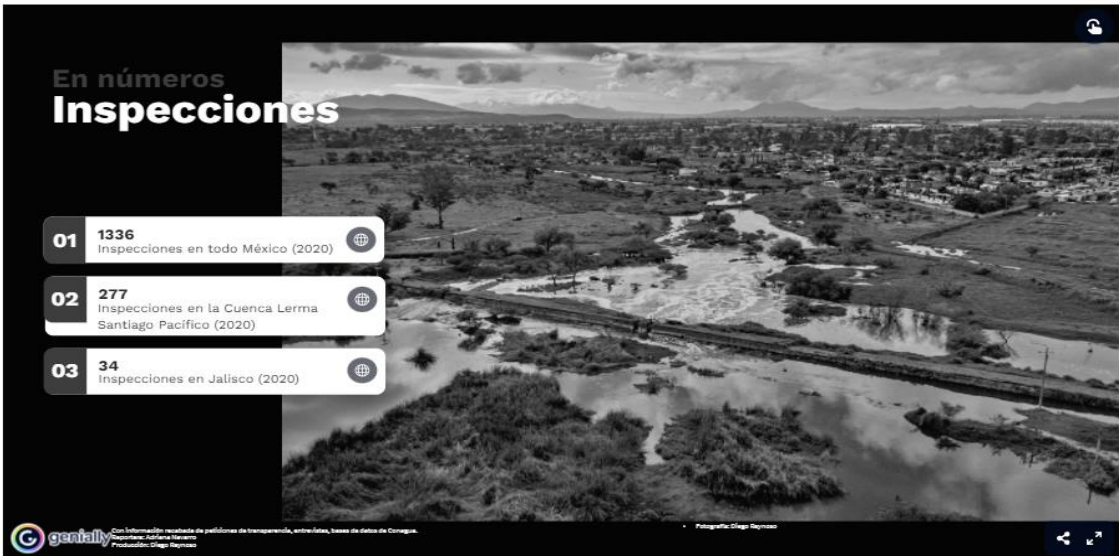 En números
Inspecciones
01
1336
Inspecciones en todo México (2020)
02
277
Inspecciones en la Cuenca Lerma
Santiago Pacífico (2020)
03
34
Inspecciones en Jalisco (2020)
genially
Con información recabada de peticiones de transparencia, entrevistas, bases de datos de Conagua.
Reportera: Adriana Navarro
Producción: Diego Reynoso
• Fotografía: Diego Reynoso